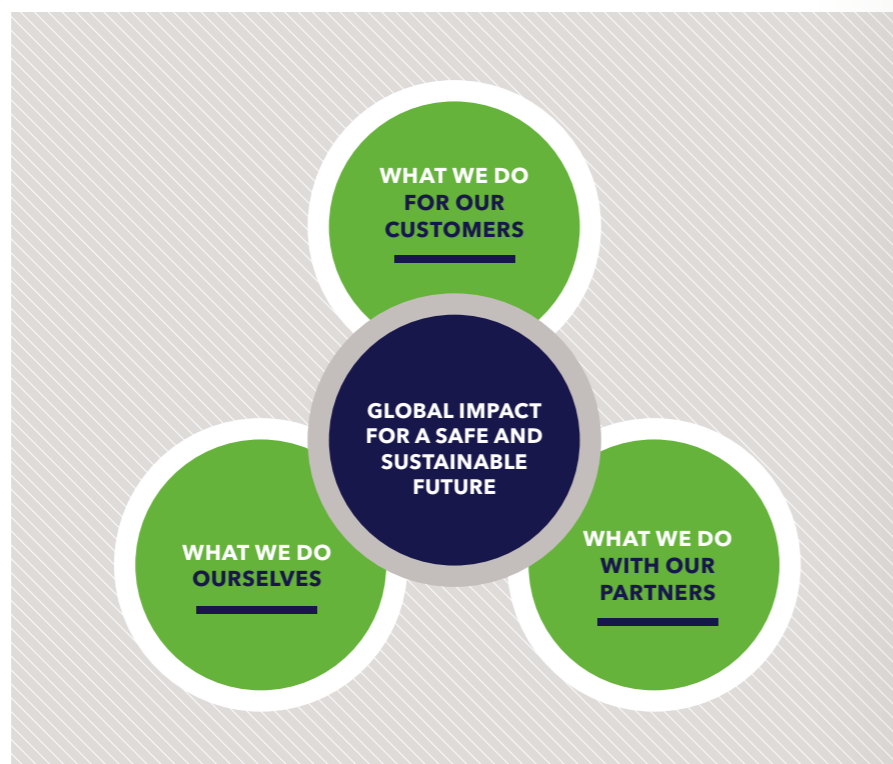 WHAT WE DO
FOR OUR
CUSTOMERS
GLOBAL IMPACT
FOR A SAFE AND
SUSTAINABLE
FUTURE
WHAT WE DO
OURSELVES
WHAT WE DO
WITH OUR
PARTNERS